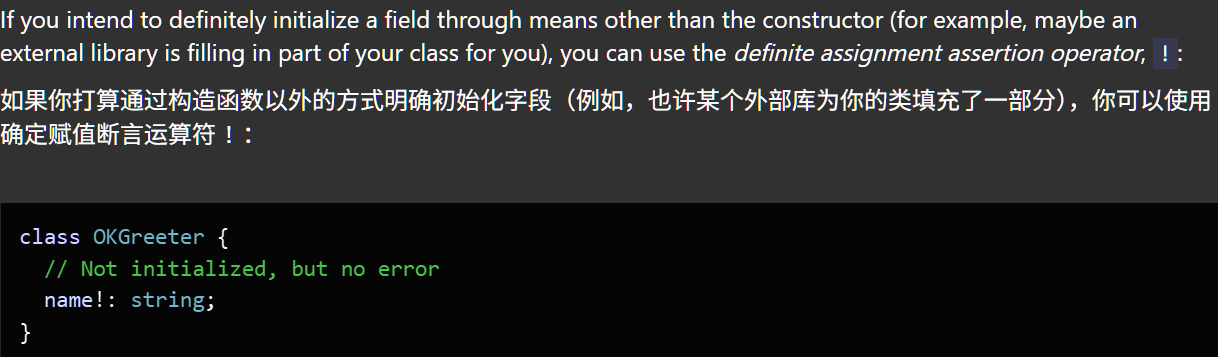 If you intend to definitely initialize a field through means other than the constructor (for example, maybe an
external library is filling in part of your class for you), you can use the definite assignment assertion operator, !:
如果你打算通过构造函数以外的方式明确初始化字段（例如，也许某个外部库为你的类填充了一部分），你可以使用
确定赋值断言运算符 ! ：
class OKGreeter {
  // Not initialized, but no error
  name!: string;
}